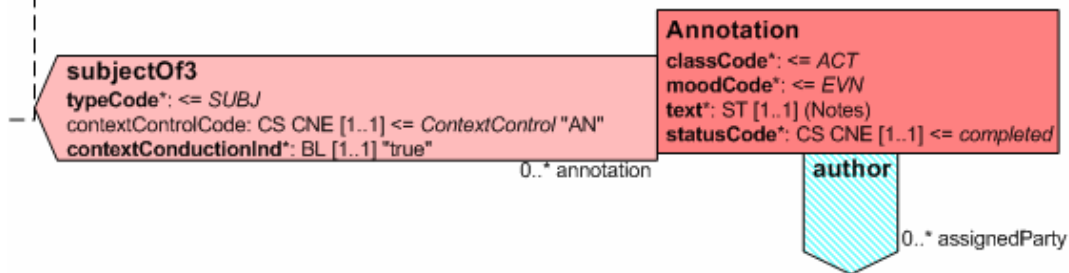 subjectOf3
typeCode*: <= SUBJ
contextControlCode: CS CNE [1..1] <= ContextControl "AN"
contextConductionInd*: BL [1..1] "true"
0..* annotation
Annotation
classCode*: <= ACT
moodCode*: <= EVN
text*: ST [1..1] (Notes)
statusCode*: CS CNE [1..1] <= completed
author
0..* assignedParty